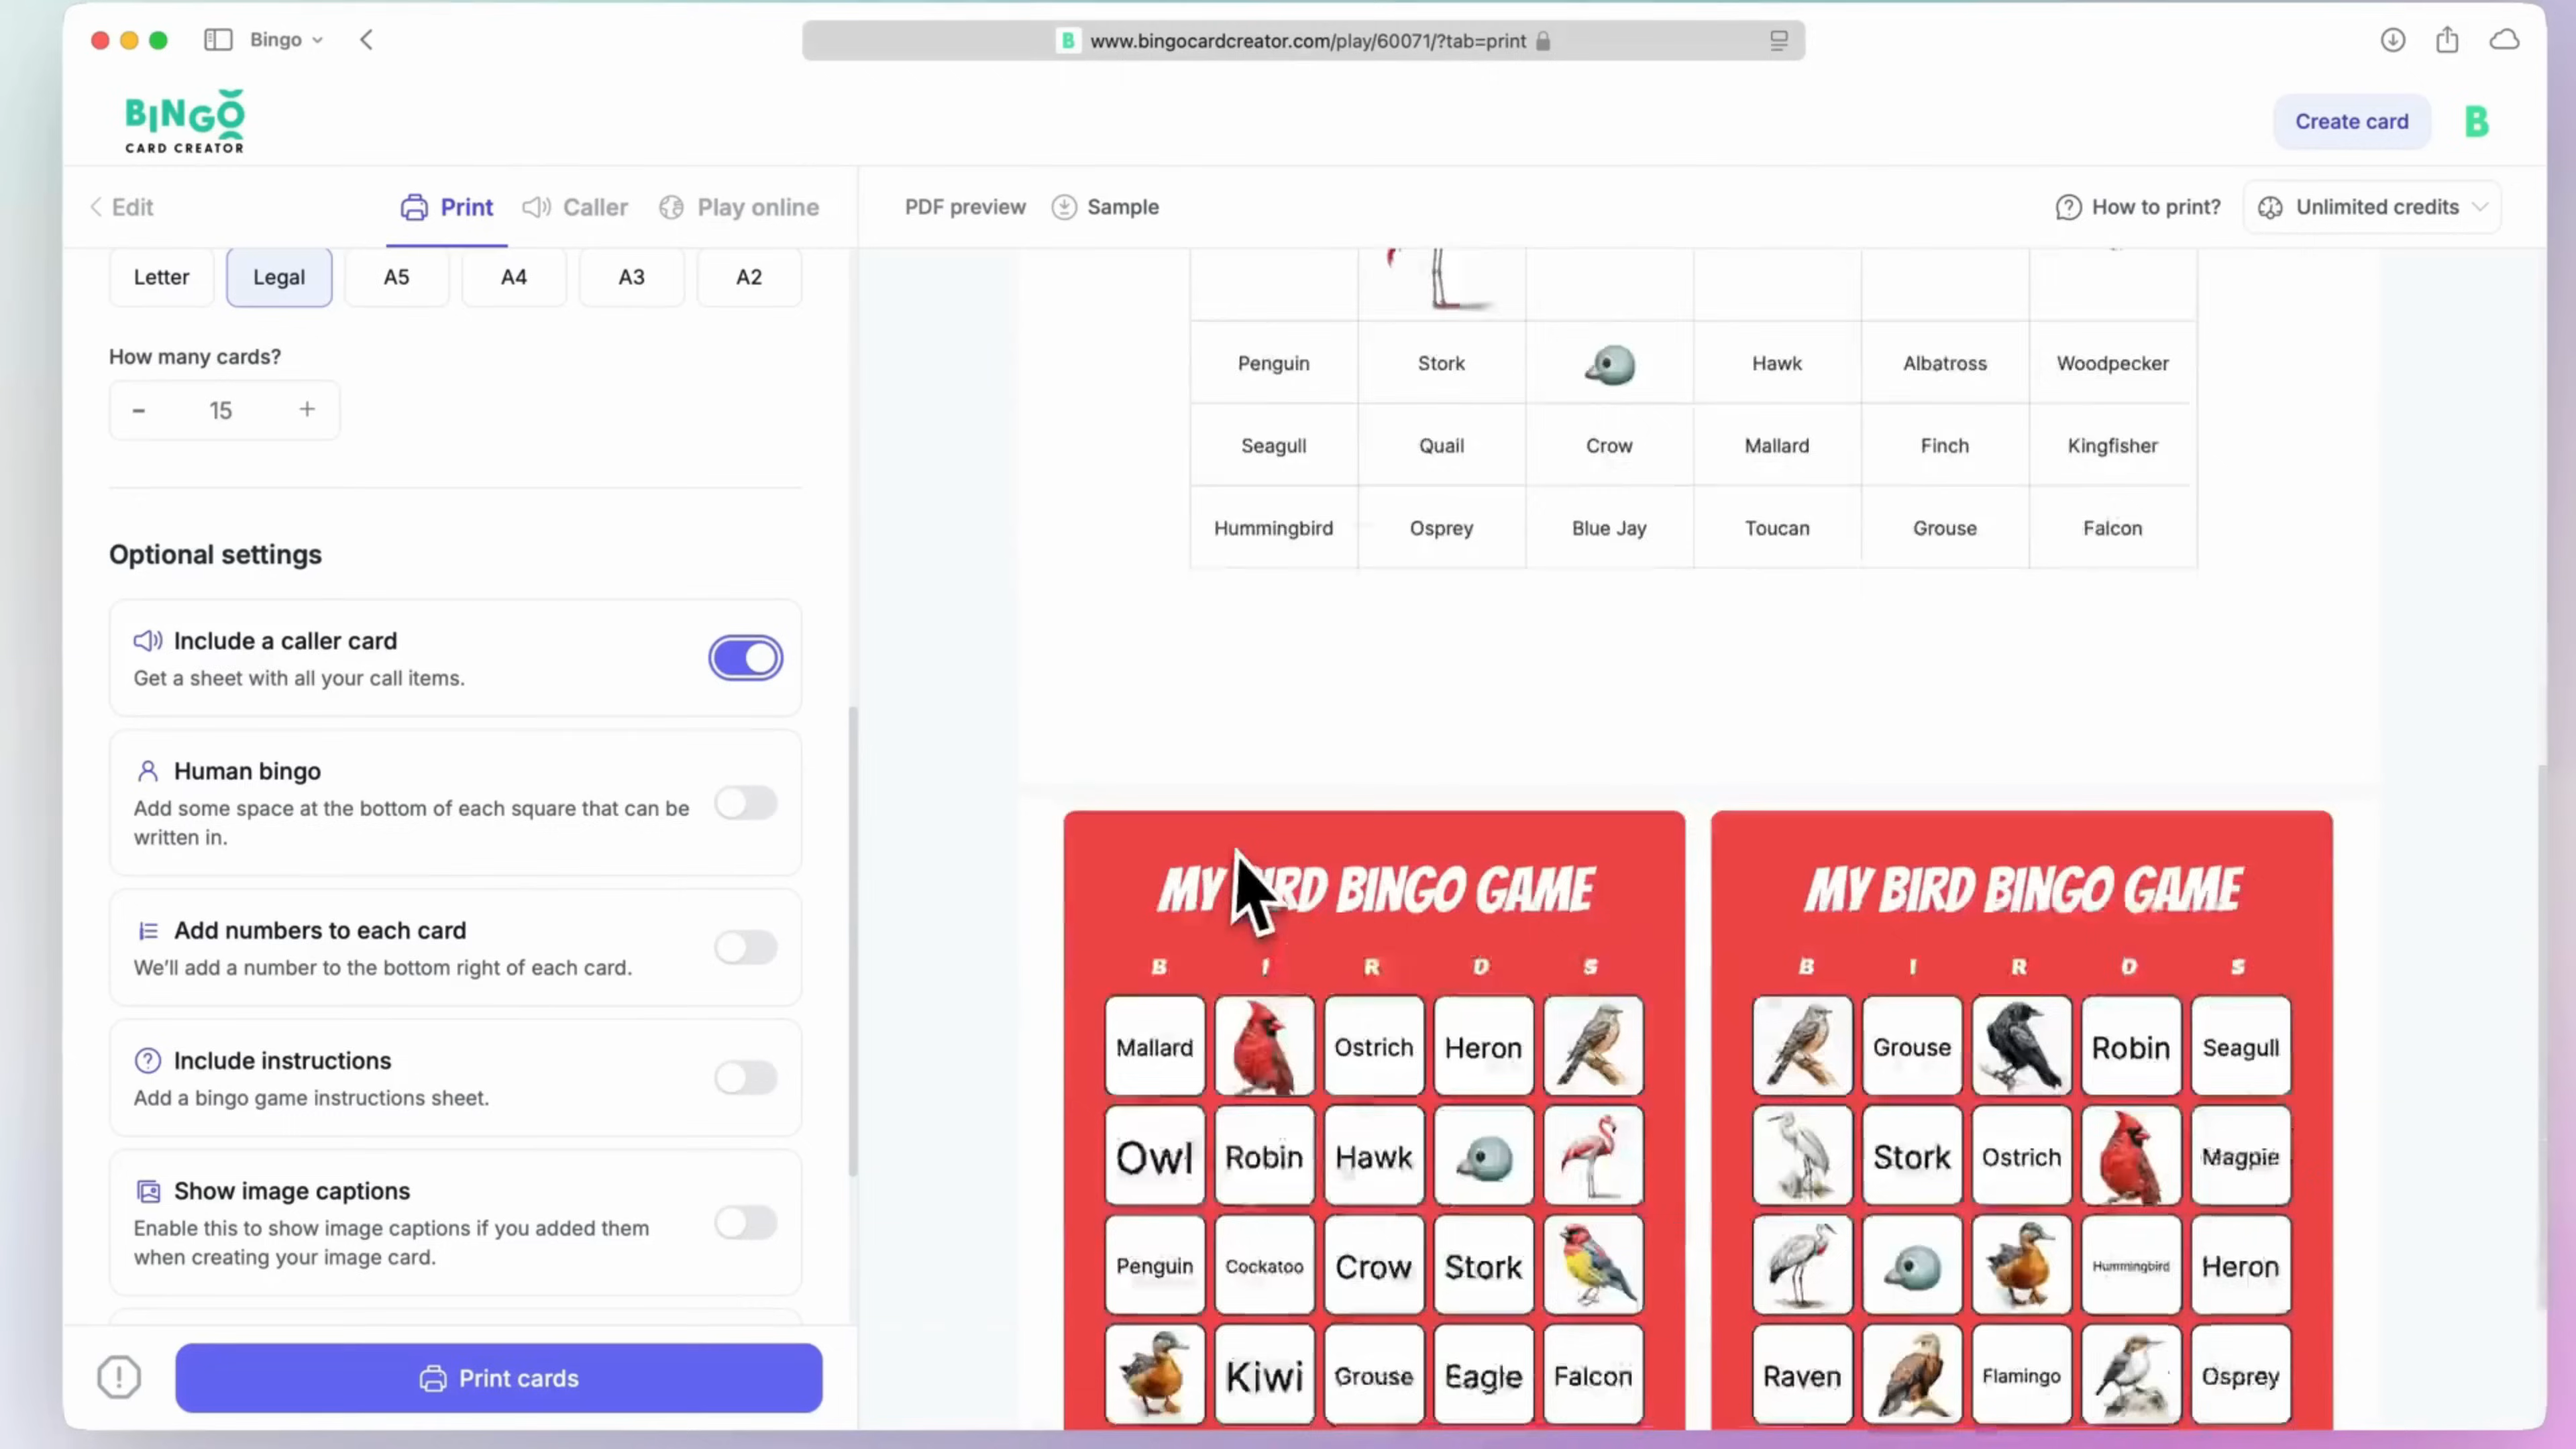 Bingo
B www.bingocardcreator.com/play/60071/?tab=print
BINGO
CARD CREATOR
Create card
B
Edit
Print
Caller
Play online
PDF preview
Sample
How to print?
Unlimited credits
Letter
Legal
A5
A4
A3
A2
How many cards?
- 15 +
Optional settings
Include a caller card
Get a sheet with all your call items.
Human bingo
Add some space at the bottom of each square that can be
written in.
Add numbers to each card
We'll add a number to the bottom right of each card.
Include instructions
Add a bingo game instructions sheet.
Show image captions
Enable this to show image captions if you added them
when creating your image card.
Print cards
Penguin Stork Hawk Albatross Woodpecker
Seagull Quail Crow Mallard Finch Kingfisher
Hummingbird Osprey Blue Jay Toucan Grouse Falcon
MY BIRD BINGO GAME
B I R D S
Mallard Ostrich Heron
Owl Robin Hawk
Penguin Cockatoo Crow Stork
Kiwi Grouse Eagle Falcon
MY BIRD BINGO GAME
B I R D S
Grouse Robin Seagull
Stork Ostrich Magpie
Hummingbird Heron
Raven Flamingo Osprey